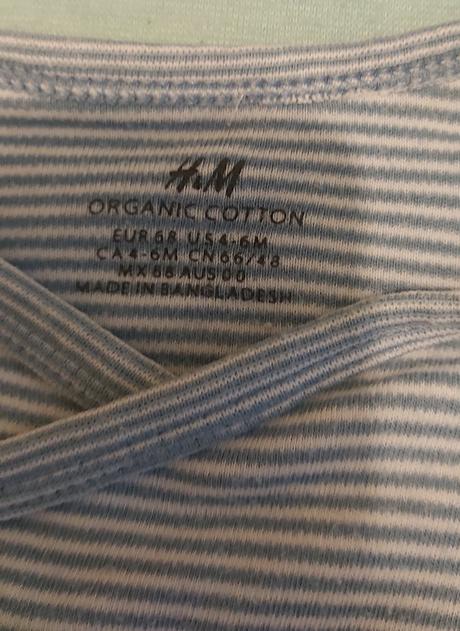 H&M
ORGANIC COTTON
EUR 68 US 4-6M
CA 4-6M CN 66/48
MX 68 AUS 00
MADE IN BANGLADESH